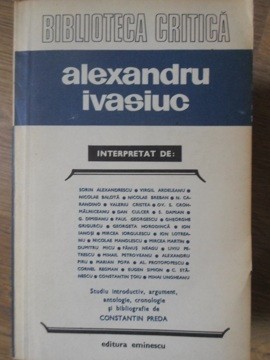 BIBLIOTECA CRITICĂ
alexandru
ivasiuc
INTERPRETAT DE:
SORIN ALEXANDRESCU • VIRGIL ARDELEANU •
NICOLAE BALOTĂ • NICOLAE BREBAN • N. CA-
RANDINO • VALERIU CRISTEA • OV. S. CROH-
MĂLNICEANU • DAN CULCER • S. DAMIAN •
G. DIMISIANU • PAUL GEORGESCU • GHEORGHE
GRIGURCU • GEORGETA HORODINCĂ • ION
IANOȘI • MIRCEA IORGULESCU • ION LOTREA-
NU • NICOLAE MANOLESCU • MIRCEA MARTIN •
DUMITRU MICU • FĂNUȘ NEAGU • LIVIU PE-
TRESCU • MIHAIL PETROVEANU • ALEXANDRU
PIRU • MARIAN POPA • AL. PROTOPOPESCU •
CORNEL REGMAN • EUGEN SIMION • C. STĂ-
NESCU • CONSTANTIN ȚOIU • MIHAI UNGHEANU
Studiu introductiv, argument,
antologie, cronologie
și bibliografie de
CONSTANTIN PREDA
editura eminescu